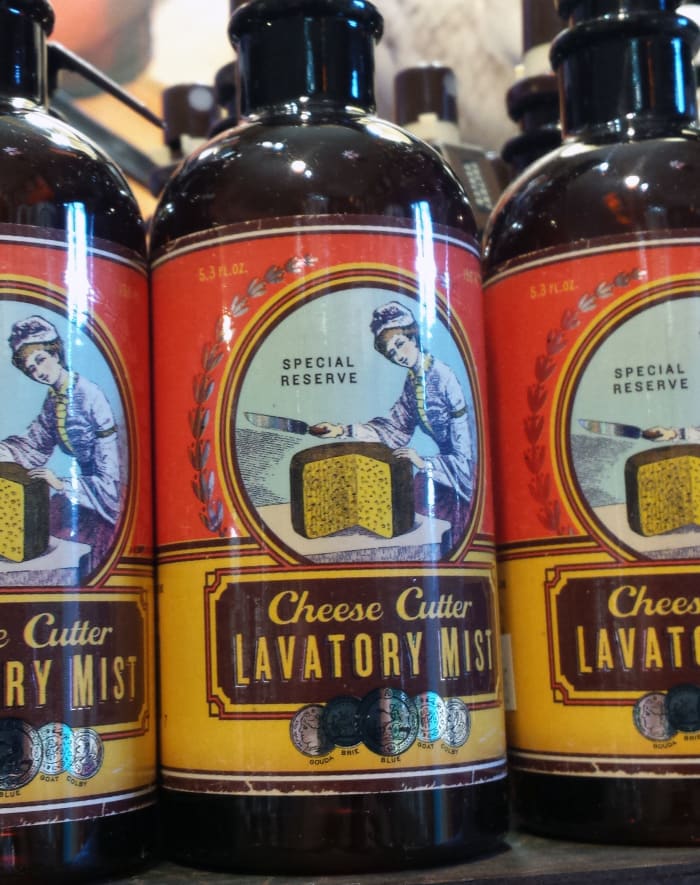 5.3 FL.OZ.
SPECIAL
RESERVE
Cheese Cutter
LAVATORY MIST
GOUDA BRIE BLUE GOAT COLBY
e Cutter
RY MIST
BLUE GOAT COLBY
5.3 FL.OZ.
SPECIAL
RESERVE
Chees
LAVATO
GOUDA BRIE